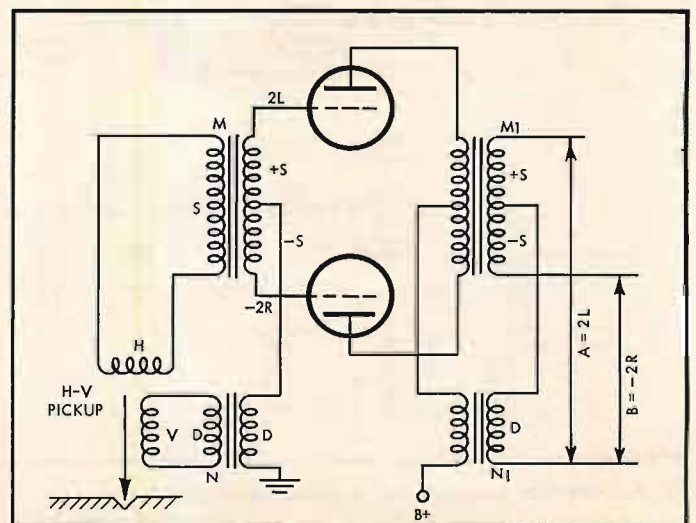 2L
M
M1
+S
+S
S
-S
-S
-2R
A = 2L
B = -2R
H
H-V
PICKUP
V
D
D
D
N
N1
B+